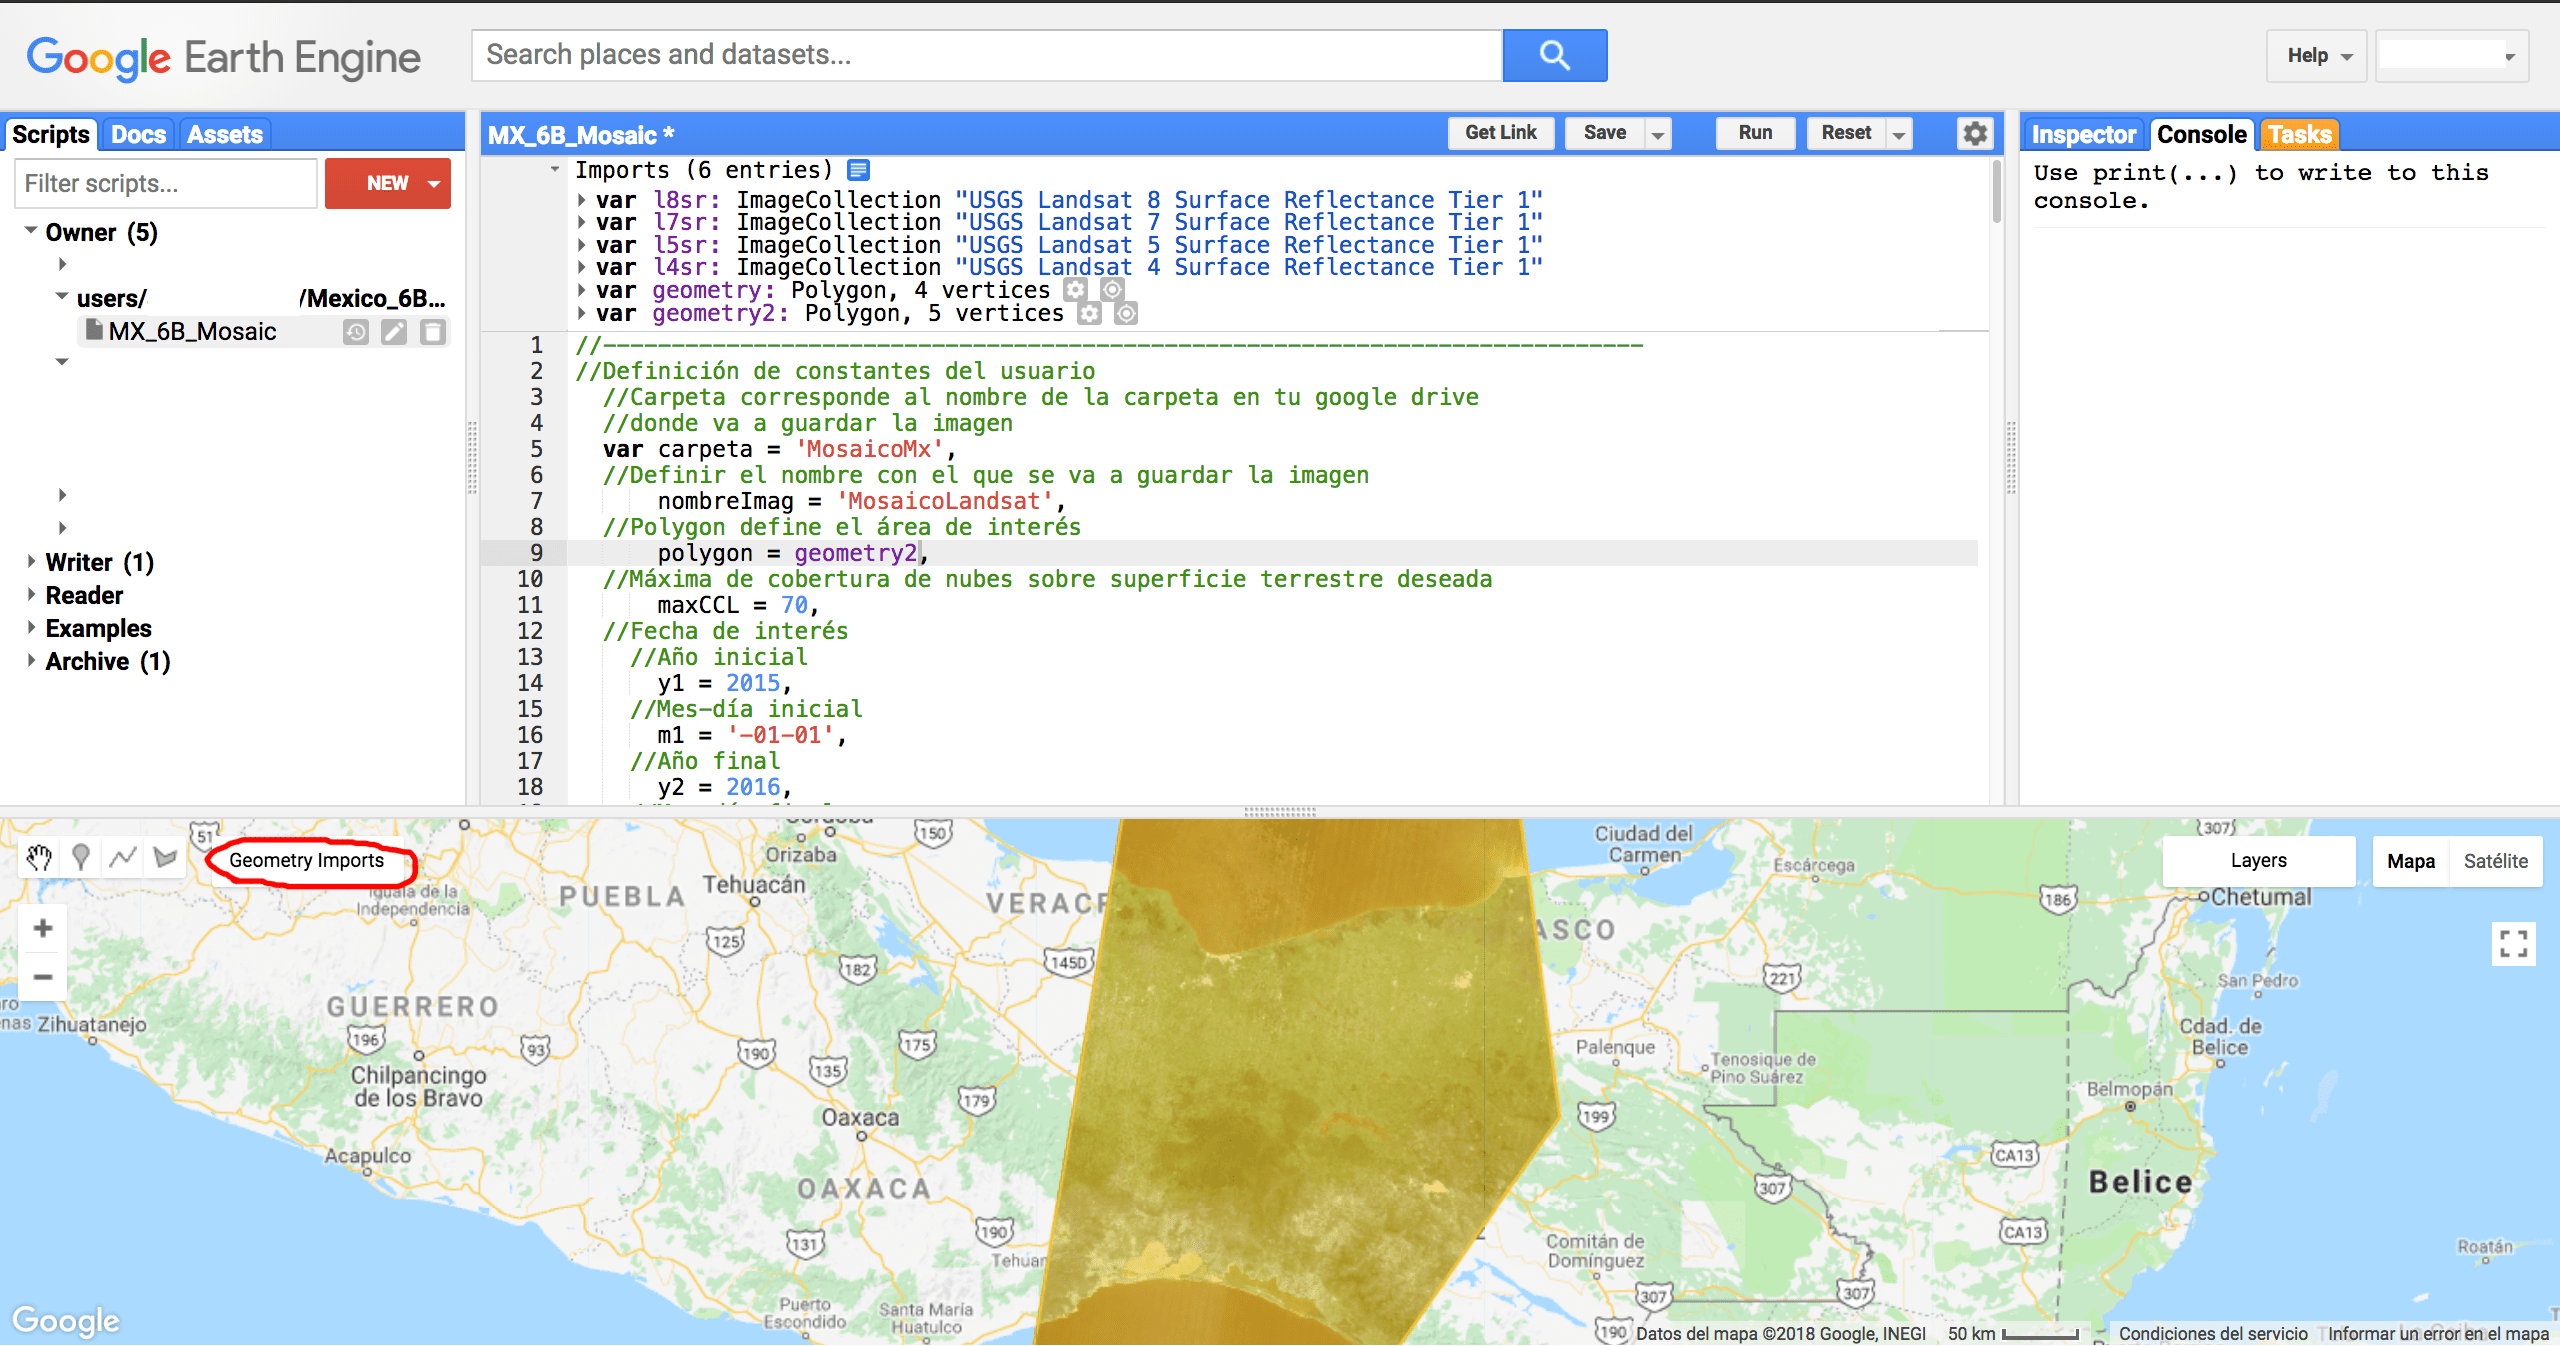 Google Earth Engine
Search places and datasets...
Help
Scripts
Docs
Assets
Filter scripts...
NEW
Owner (5)
users/ /Mexico_6B...
MX_6B_Mosaic
Writer (1)
Reader
Examples
Archive (1)
MX_6B_Mosaic *
Get Link
Save
Run
Reset
Imports (6 entries)
var l8sr: ImageCollection "USGS Landsat 8 Surface Reflectance Tier 1"
var l7sr: ImageCollection "USGS Landsat 7 Surface Reflectance Tier 1"
var l5sr: ImageCollection "USGS Landsat 5 Surface Reflectance Tier 1"
var l4sr: ImageCollection "USGS Landsat 4 Surface Reflectance Tier 1"
var geometry: Polygon, 4 vertices
var geometry2: Polygon, 5 vertices
1 //----------------------------------------------------------------------------
2 //Definición de constantes del usuario
3 //Carpeta corresponde al nombre de la carpeta en tu google drive
4 //donde va a guardar la imagen
5 var carpeta = 'MosaicoMx',
6 //Definir el nombre con el que se va a guardar la imagen
7 nombreImag = 'MosaicoLandsat',
8 //Polygon define el área de interés
9 polygon = geometry2,
10 //Máxima de cobertura de nubes sobre superficie terrestre deseada
11 maxCCL = 70,
12 //Fecha de interés
13 //Año inicial
14 y1 = 2015,
15 //Mes-día inicial
16 m1 = '-01-01',
17 //Año final
18 y2 = 2016,
Inspector
Console
Tasks
Use print(...) to write to this
console.
Geometry Imports
Layers
Mapa
Satélite
51
150
Orizaba
Iguala de la
Independencia
PUEBLA
Tehuacán
125
182
145D
GUERRERO
Zihuatanejo
196
93
190
175
135
179
Chilpancingo
de los Bravo
Oaxaca
Acapulco
OAXACA
190
131
Puerto
Escondido
Santa María
Huatulco
Ciudad del
Carmen
Escárcega
307
186
Chetumal
221
San Pedro
Cdad. de
Belice
Palenque
Tenosique de
Pino Suárez
Belmopán
199
CA13
307
Belice
CA13
Comitán de
Domínguez
Roatán
307
307
190
Google
Datos del mapa ©2018 Google, INEGI
50 km
Condiciones del servicio
Informar un error en el mapa